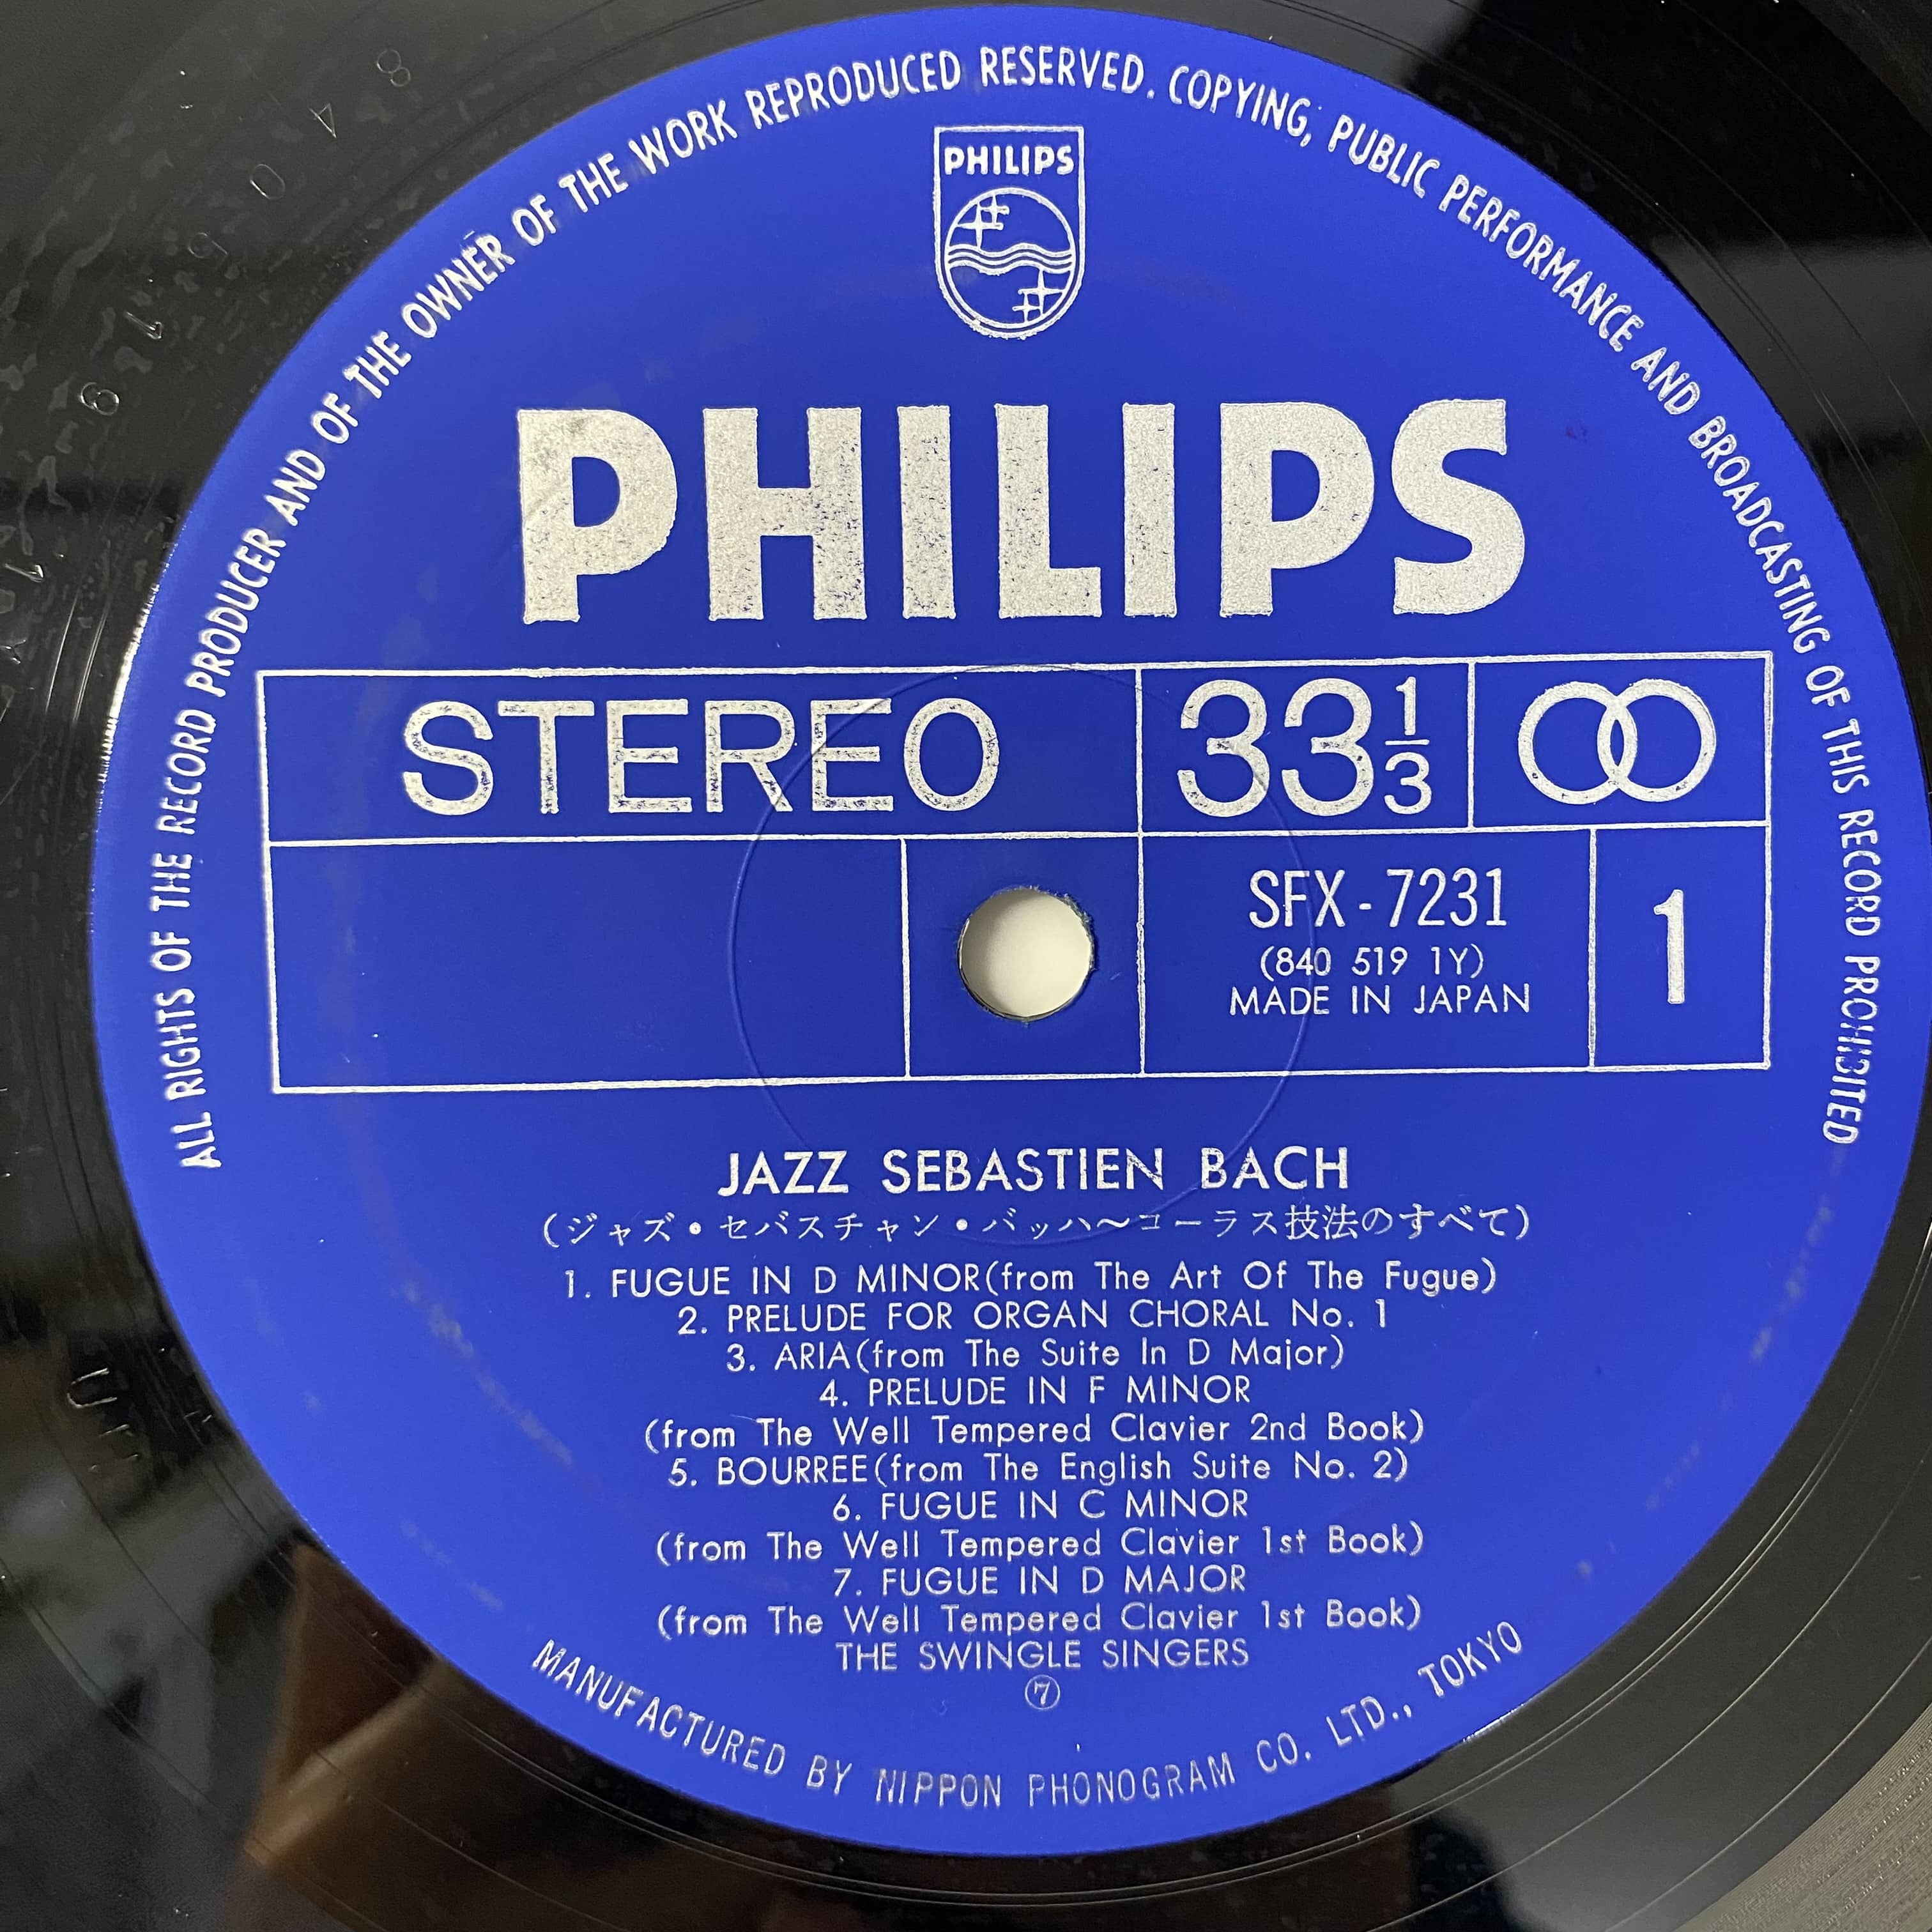 ALL RIGHTS OF THE RECORD PRODUCER AND OF THE OWNER OF THE WORK REPRODUCED RESERVED. COPYING, PUBLIC PERFORMANCE AND BROADCASTING OF THIS RECORD PROHIBITED
PHILIPS
PHILIPS
STEREO
33 1/3
SFX-7231
(840 519 1Y)
MADE IN JAPAN
1
JAZZ SEBASTIEN BACH
(ジャズ・セバスチャン・バッハ〜コーラス技法のすべて)
1. FUGUE IN D MINOR(from The Art Of The Fugue)
2. PRELUDE FOR ORGAN CHORAL No. 1
3. ARIA(from The Suite In D Major)
4. PRELUDE IN F MINOR
(from The Well Tempered Clavier 2nd Book)
5. BOURREE(from The English Suite No. 2)
6. FUGUE IN C MINOR
(from The Well Tempered Clavier 1st Book)
7. FUGUE IN D MAJOR
(from The Well Tempered Clavier 1st Book)
THE SWINGLE SINGERS
⑦
MANUFACTURED BY NIPPON PHONOGRAM CO. LTD., TOKYO